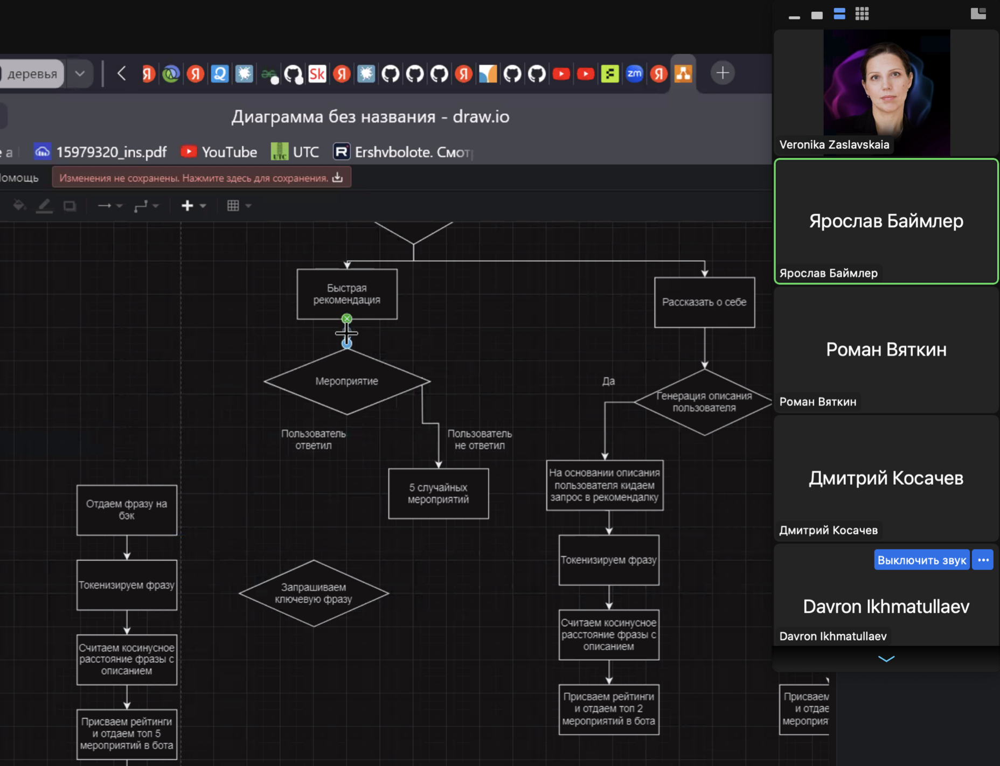 деревья
Sk
zm
Диаграмма без названия - draw.io
е а
15979320_ins.pdf
YouTube
UTC
Ershvbolote. Смот
Помощь
Изменения не сохранены. Нажмите здесь для сохранения.
Быстрая
рекомендация
Рассказать о себе
Мероприятие
Да
Генерация описания
пользователя
Пользователь
ответил
Пользователь
не ответил
5 случайных
мероприятий
На основании описания
пользователя кидаем
запрос в рекомендалку
Отдаем фразу на
бэк
Токенизируем фразу
Запрашиваем
ключевую фразу
Токенизируем фразу
Считаем косинусное
расстояние фразы с
описанием
Считаем косинусное
расстояние фразы с
описанием
Присваем рейтинги
и отдаем топ 5
мероприятий в бота
Присваем рейтинги
и отдаем топ 2
мероприятий в бота
Присваем
и отдае
мероприят
Veronika Zaslavskaia
Ярослав Баймлер
Ярослав Баймлер
Роман Вяткин
Роман Вяткин
Дмитрий Косачев
Дмитрий Косачев
Выключить звук
Davron Ikhmatullaev
Davron Ikhmatullaev